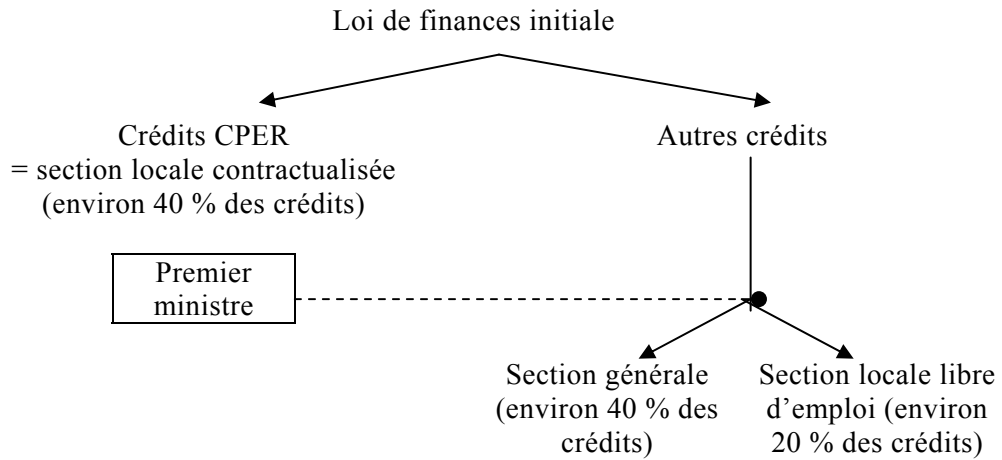 Loi de finances initiale
Crédits CPER
= section locale contractualisée
(environ 40 % des crédits)
Autres crédits
Premier
ministre
Section générale
(environ 40 % des
crédits)
Section locale libre
d’emploi (environ
20 % des crédits)